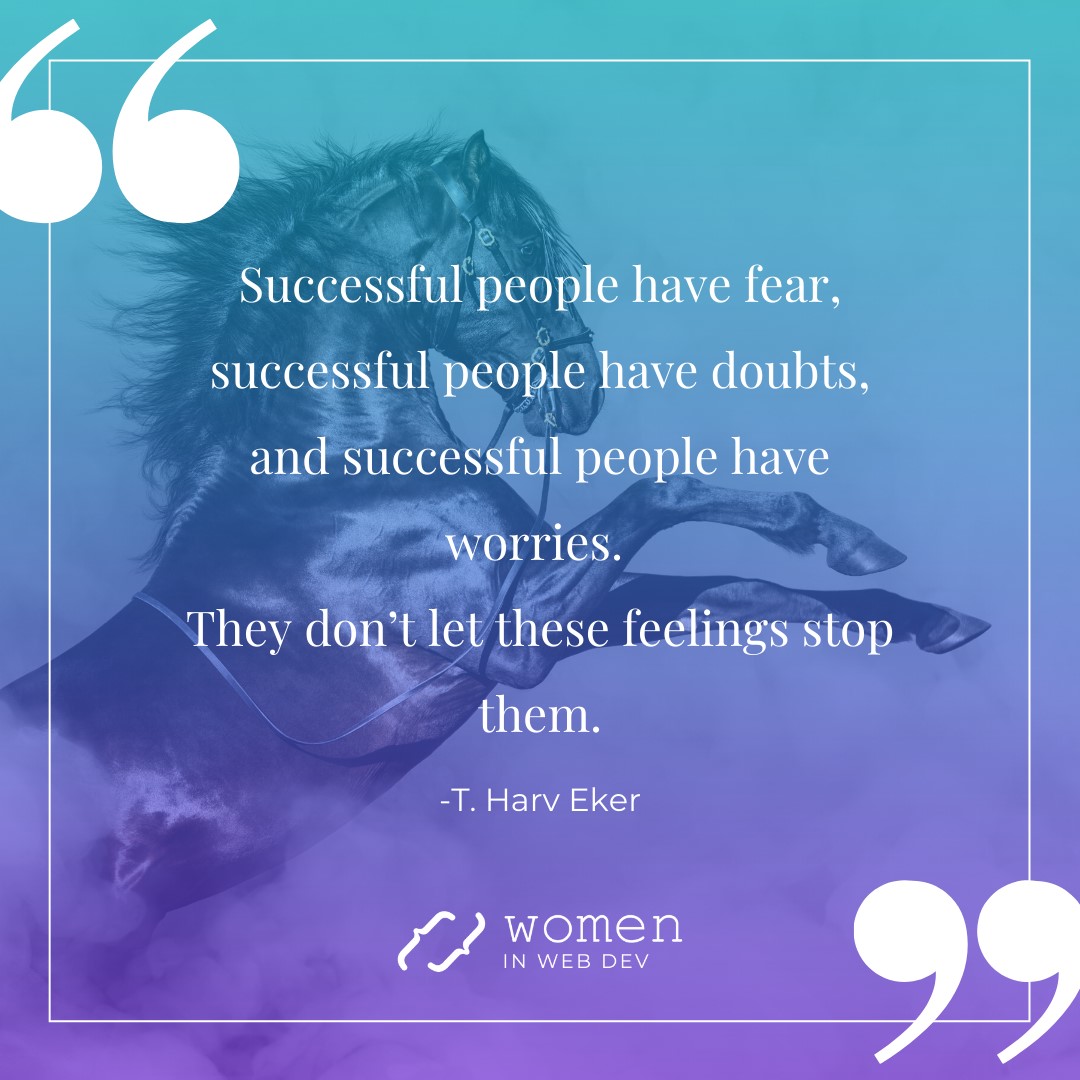 Successful people have fear,
successful people have doubts,
and successful people have
worries.
They don’t let these feelings stop
them.
-T. Harv Eker
women
IN WEB DEV